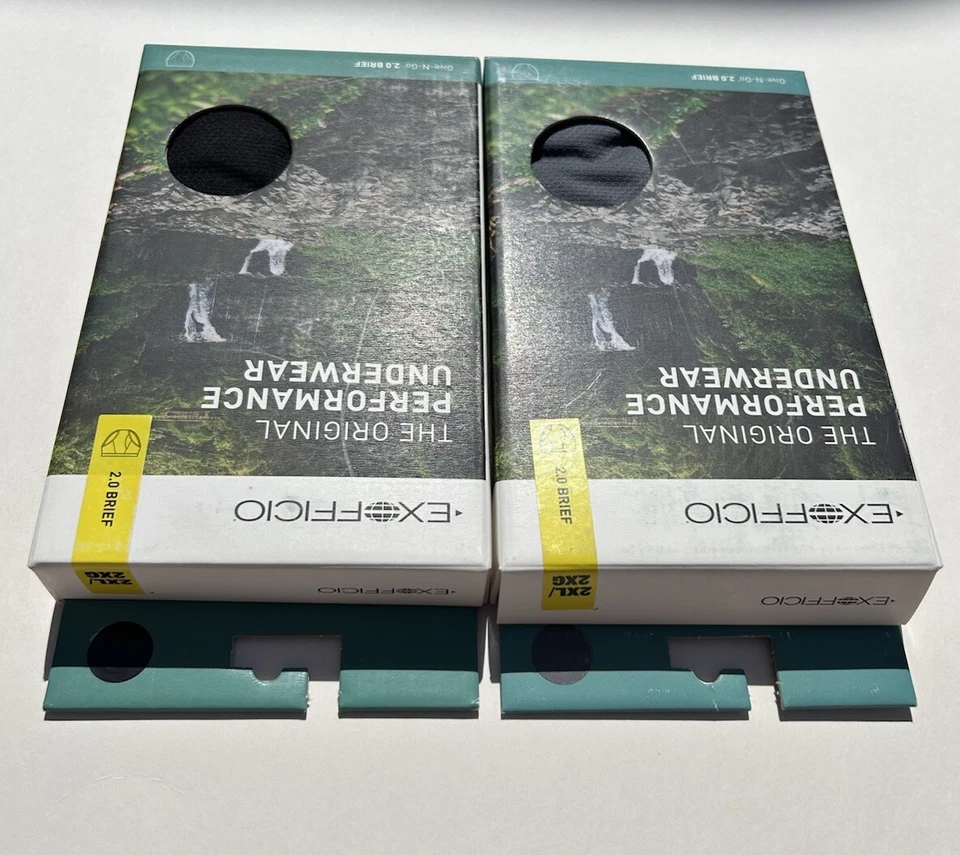 EXOFFICIO
2XL/
2XG
EXOFFICIO
2.0 BRIEF
THE ORIGINAL
PERFORMANCE
UNDERWEAR
Give-N-Go® 2.0 BRIEF
EXOFFICIO
2XL/
2XG
EXOFFICIO
2.0 BRIEF
THE ORIGINAL
PERFORMANCE
UNDERWEAR
Give-N-Go® 2.0 BRIEF